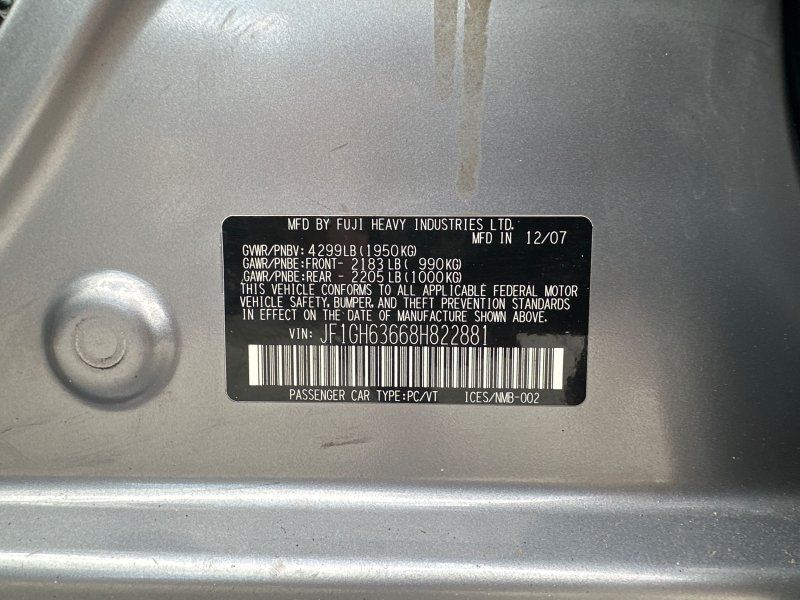 MFD BY FUJI HEAVY INDUSTRIES LTD.
MFD IN 12/07
GVWR/PNBV: 4299LB(1950KG)
GAWR/PNBE:FRONT- 2183LB( 990KG)
GAWR/PNBE:REAR - 2205LB(1000KG)
THIS VEHICLE CONFORMS TO ALL APPLICABLE FEDERAL MOTOR
VEHICLE SAFETY, BUMPER, AND THEFT PREVENTION STANDARDS
IN EFFECT ON THE DATE OF MANUFACTURE SHOWN ABOVE.
VIN: JF1GH63668H822881
PASSENGER CAR TYPE:PC/VT ICES/NMB-002